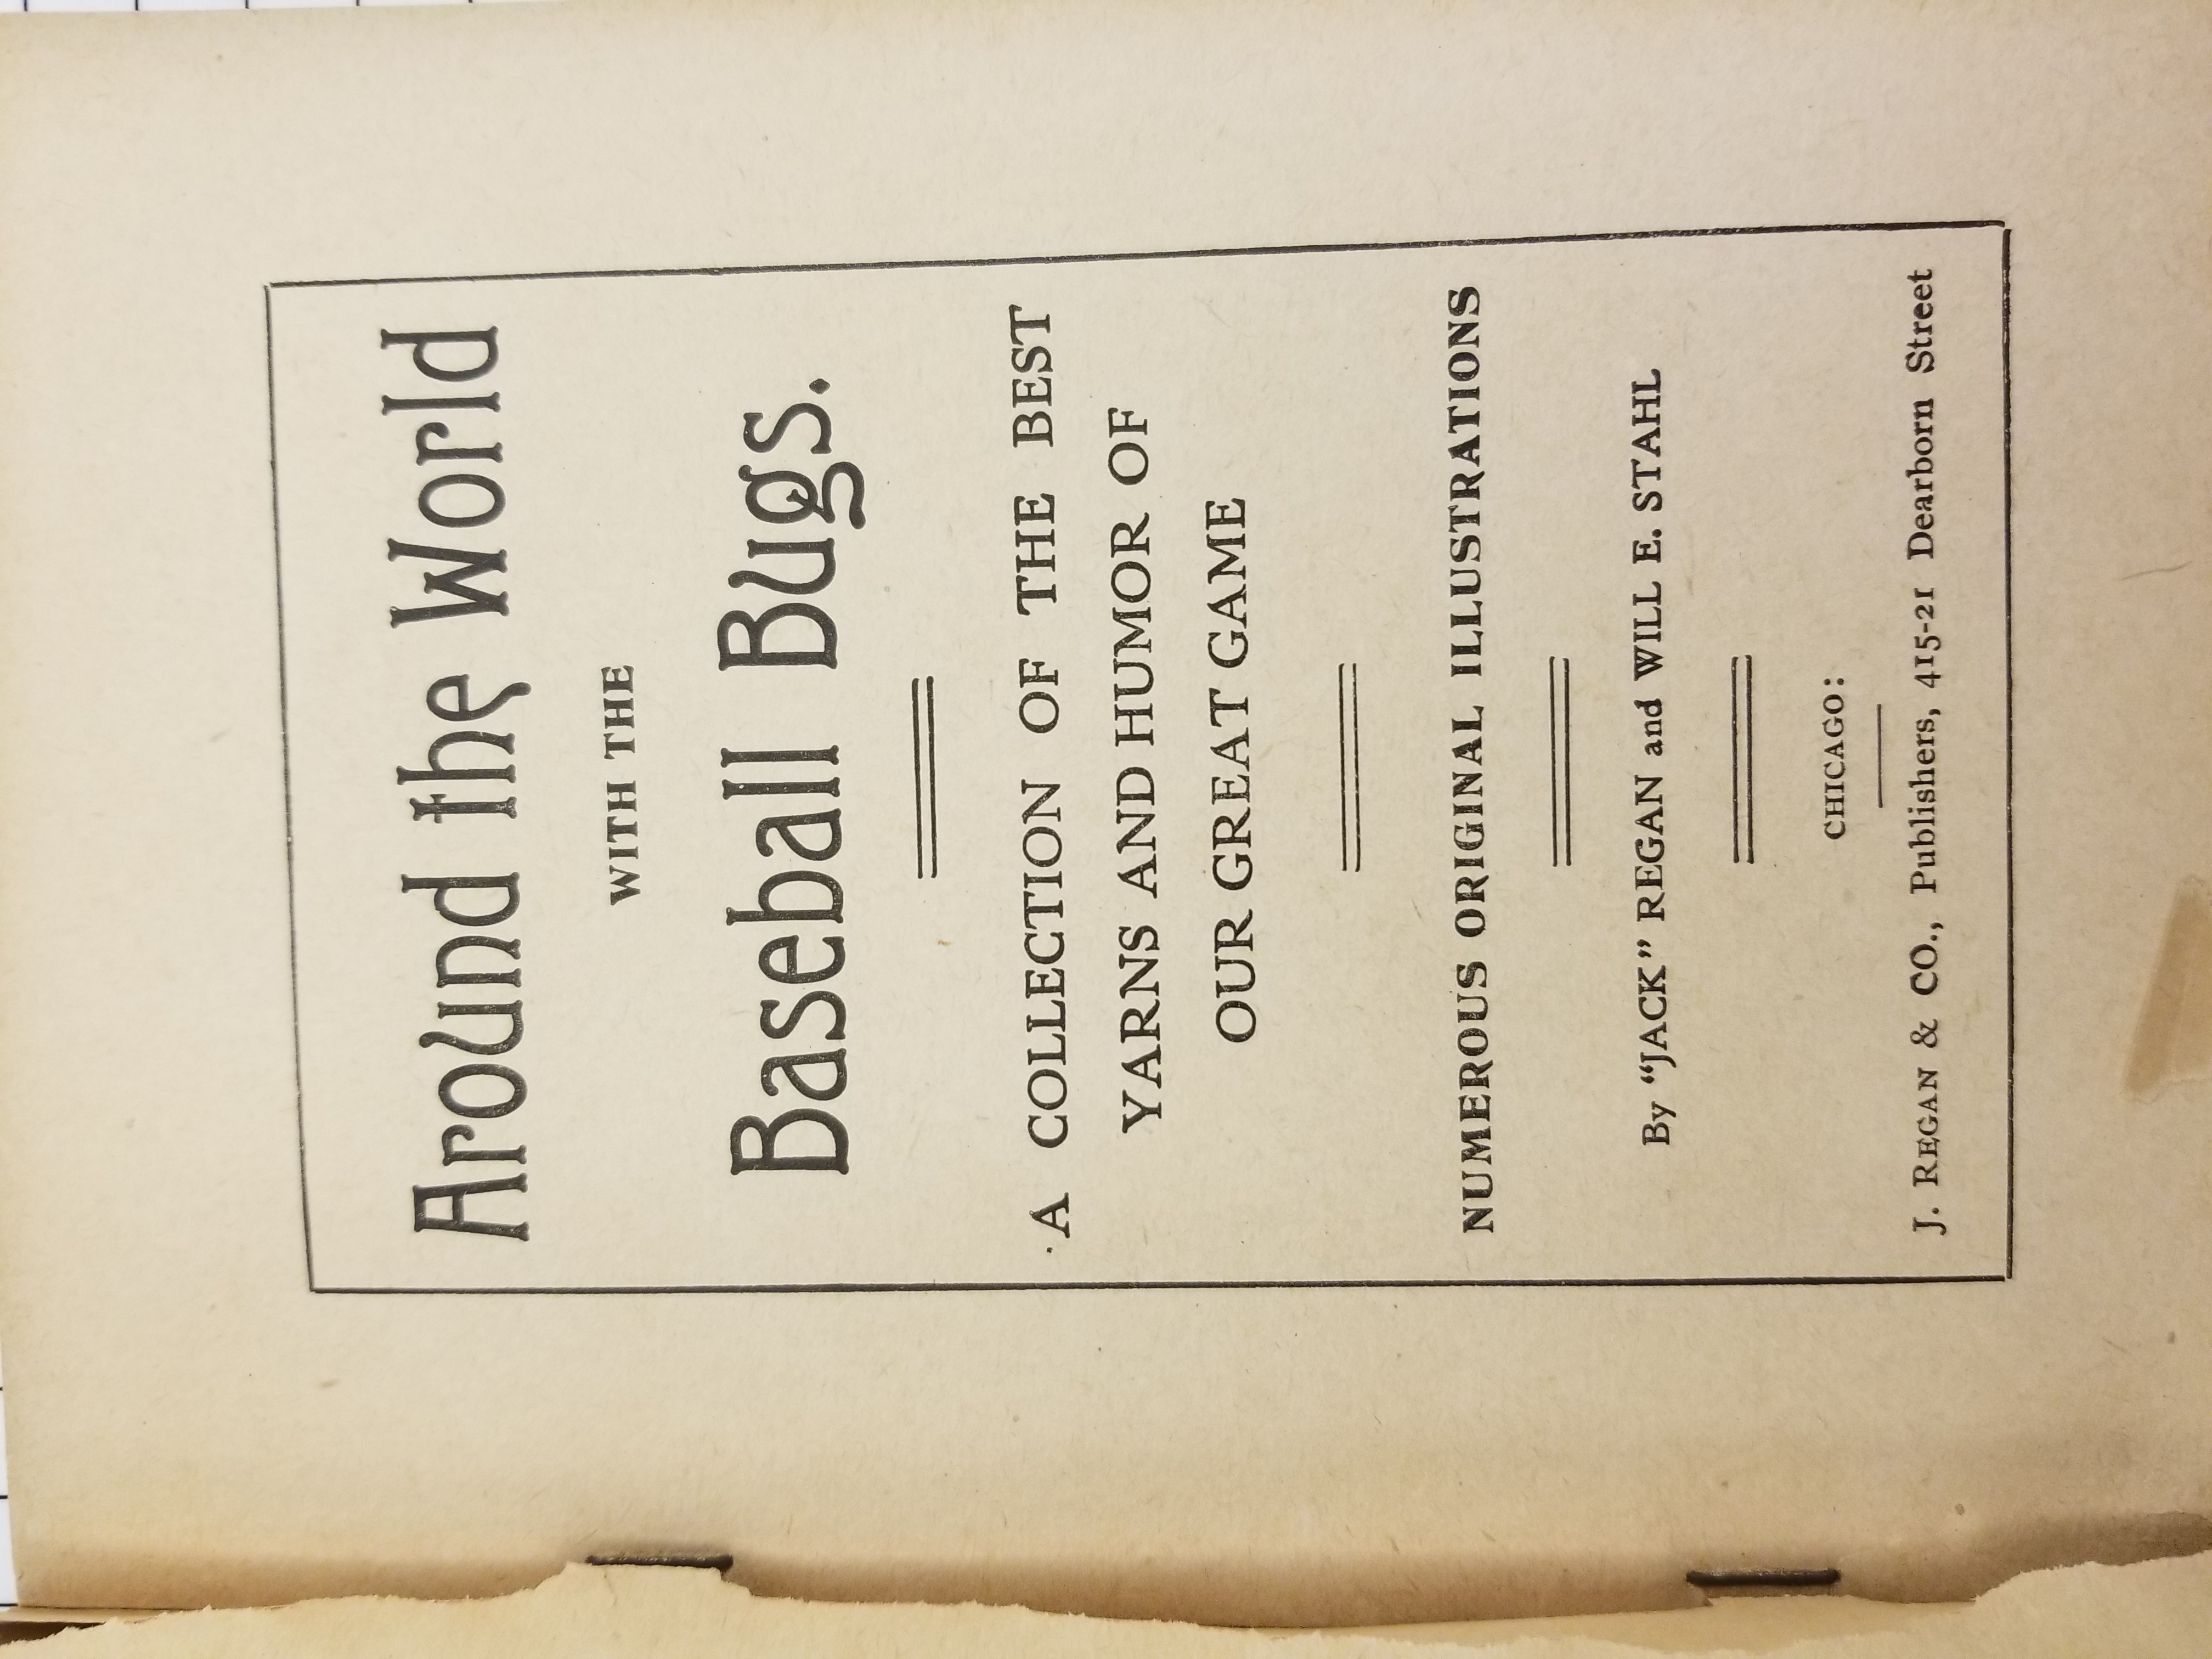 Around the World
WITH THE
Baseball Bugs.
A COLLECTION OF THE BEST
YARNS AND HUMOR OF
OUR GREAT GAME
NUMEROUS ORIGINAL ILLUSTRATIONS
By “JACK” REGAN and WILL E. STAHL
CHICAGO:
J. REGAN & CO., Publishers, 415-21 Dearborn Street